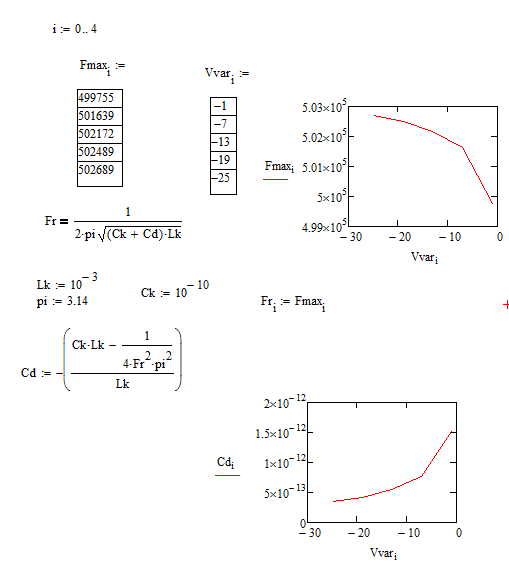 i := 0.. 4
Fmax_i :=
499755
501639
502172
502489
502689
Vvar_i :=
-1
-7
-13
-19
-25
5.03×10^5
5.02×10^5
5.01×10^5
5×10^5
4.99×10^5
Fmax_i
-30 -20 -10 0
Vvar_i
Fr = 1 / (2·pi√((Ck + Cd)·Lk))
Lk := 10^-3
pi := 3.14
Ck := 10^-10
Fr_i := Fmax_i
Cd := -((Ck·Lk - 1 / (4·Fr^2·pi^2)) / Lk)
2×10^-12
1.5×10^-12
1×10^-12
5×10^-13
0
Cd_i
-30 -20 -10 0
Vvar_i